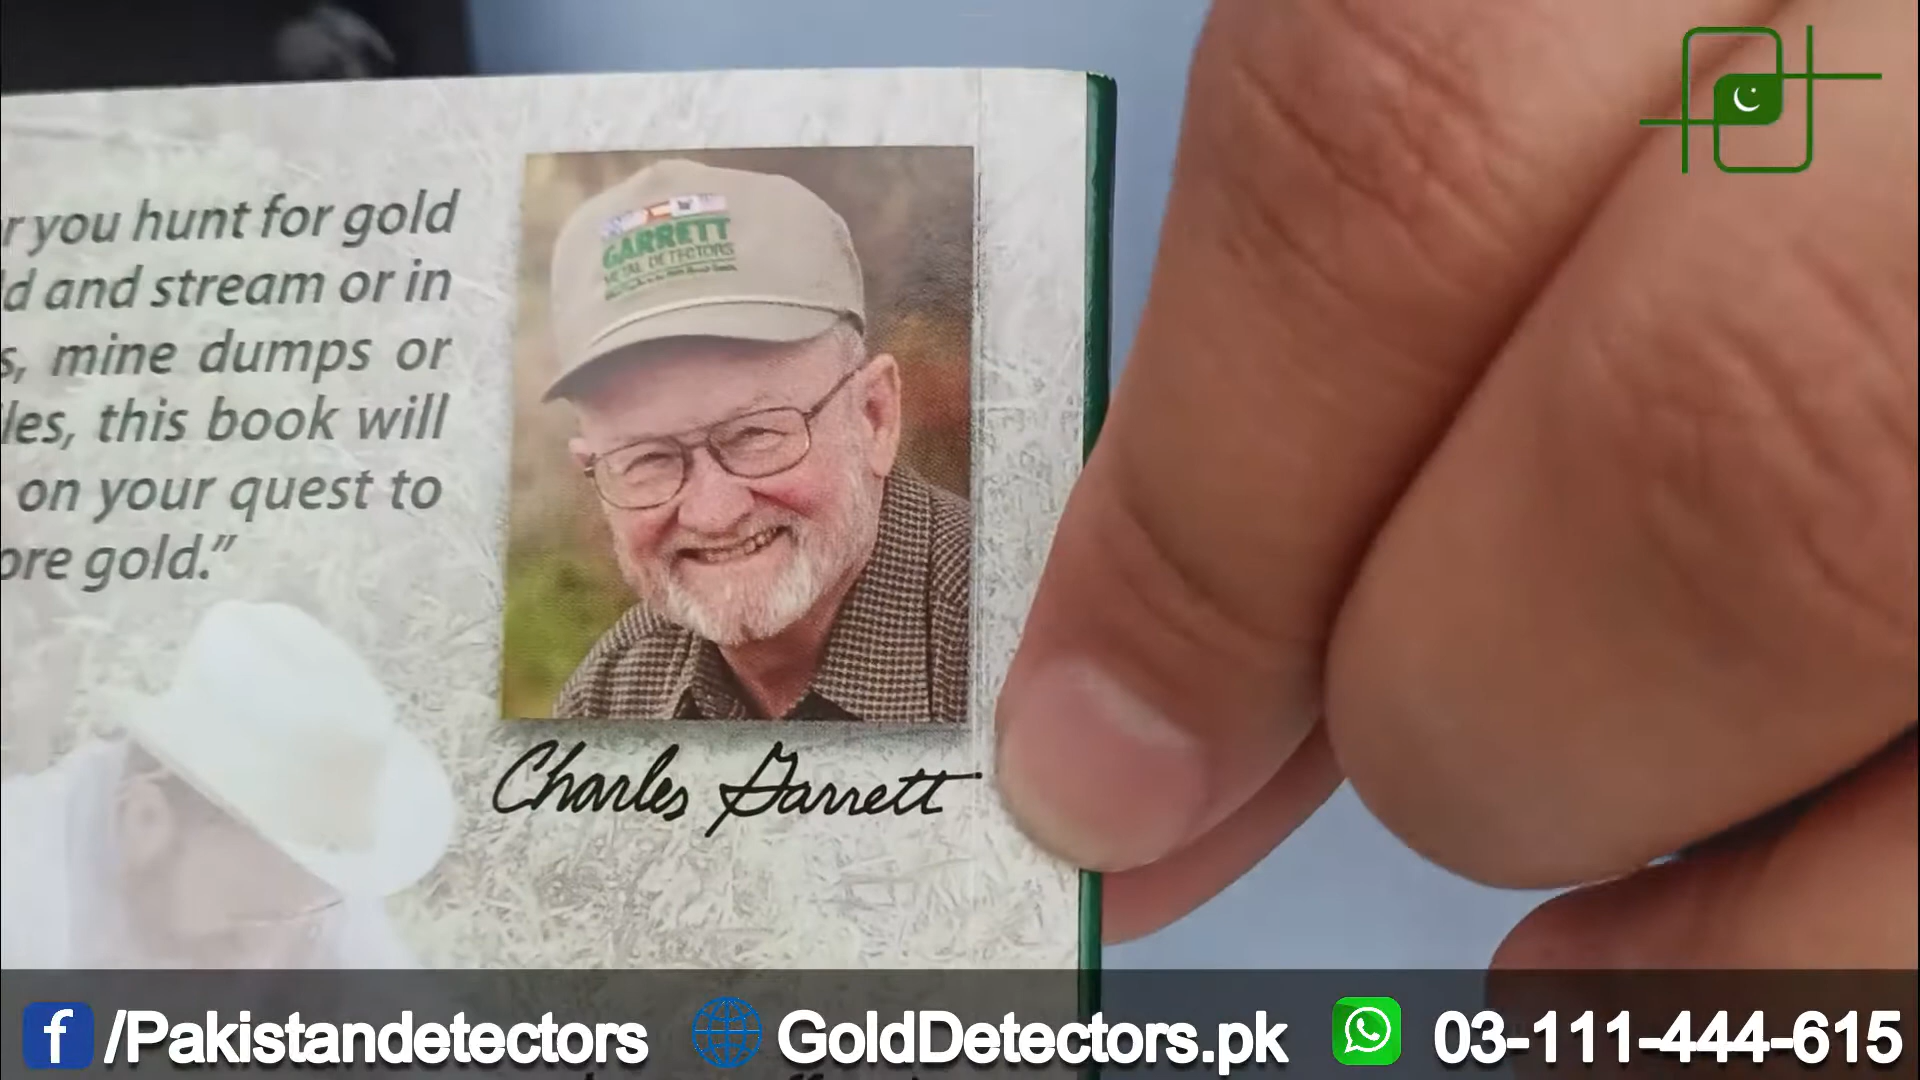 r you hunt for gold
d and stream or in
s, mine dumps or
les, this book will
on your quest to
ore gold.”
GARRETT
METAL DETECTORS
Charles Garrett
f /Pakistandetectors
GoldDetectors.pk
03-111-444-615